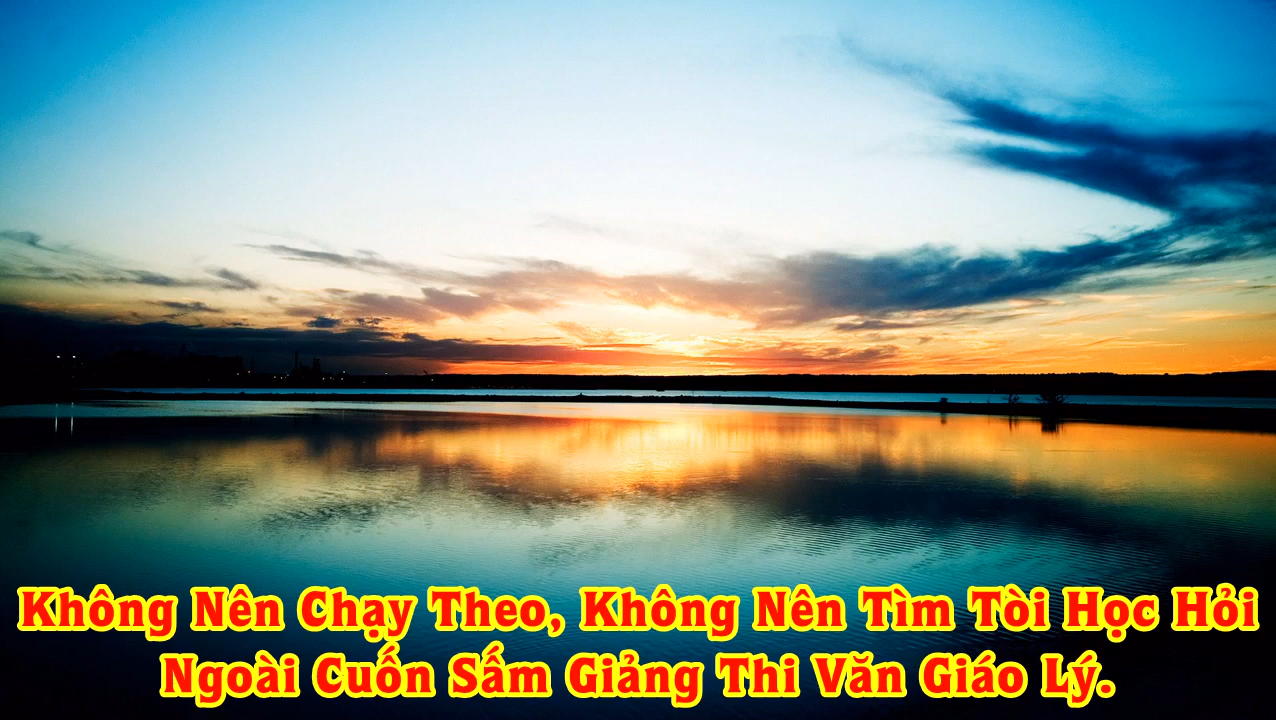 Không Nên Chạy Theo, Không Nên Tìm Tòi Học Hỏi
Ngoài Cuốn Sấm Giảng Thi Văn Giáo Lý.